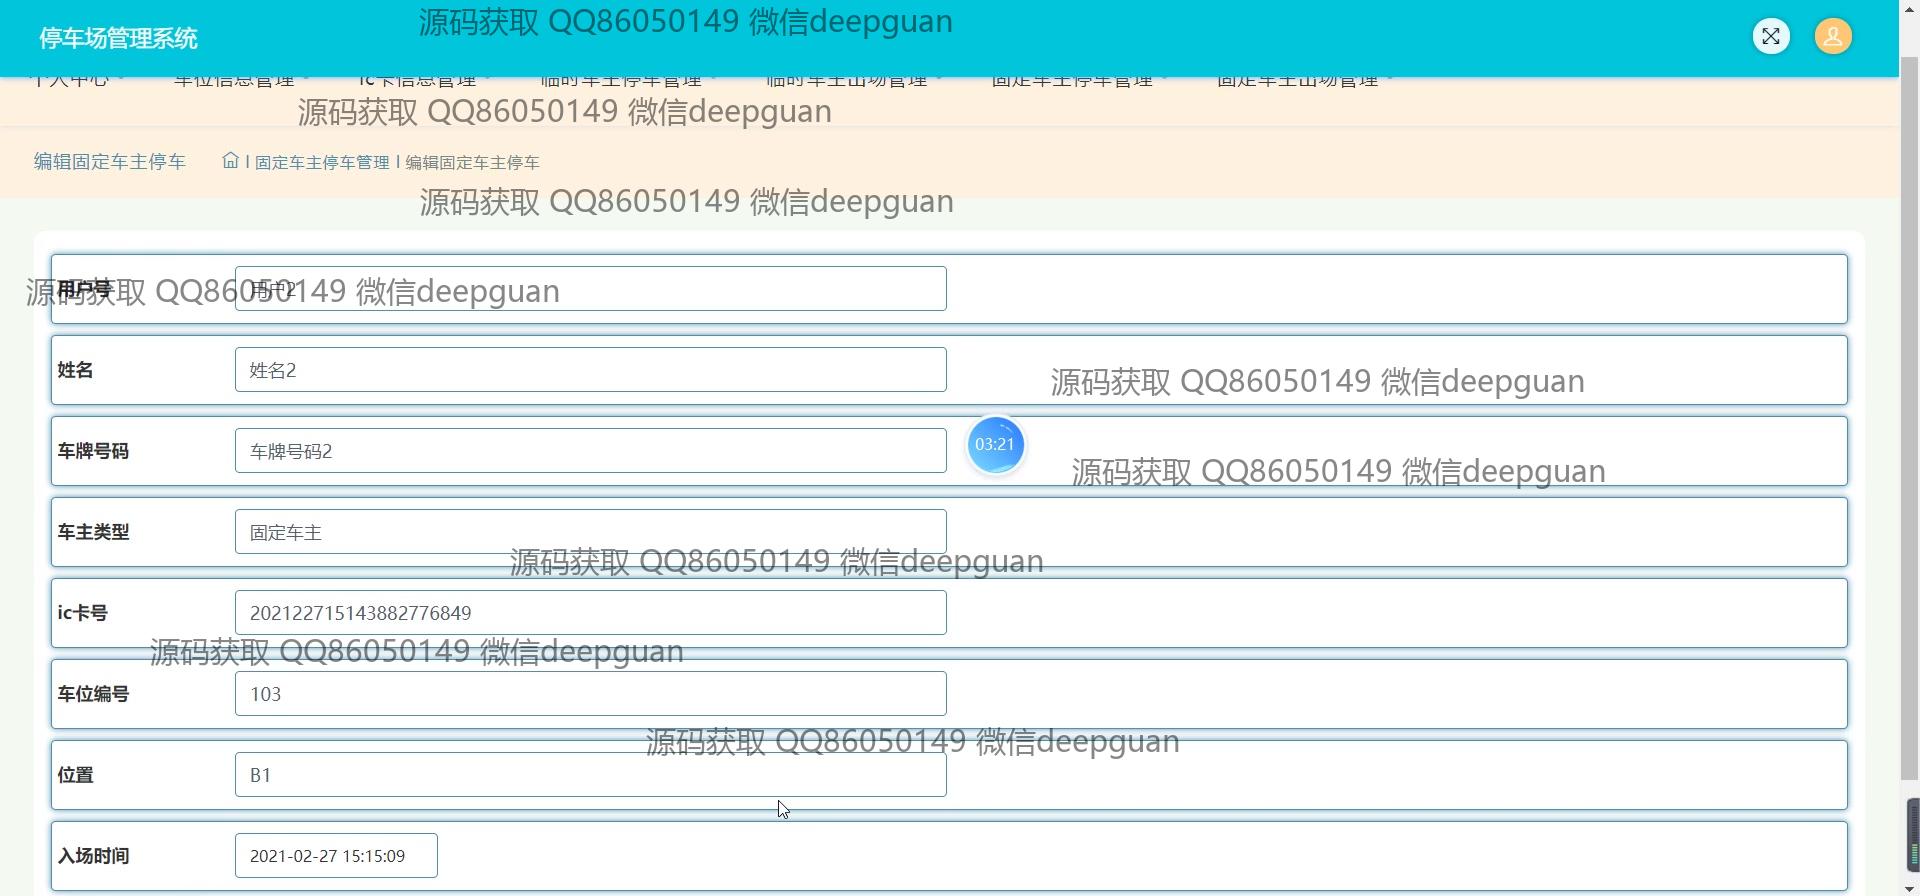 源码获取 QQ86050149 微信deepguan
停车场管理系统
个人中心 车位信息管理 ic卡信息管理 临时车主停车管理 临时车主出场管理 固定车主停车管理 固定车主出场管理
源码获取 QQ86050149 微信deepguan
编辑固定车主停车 固定车主停车管理 编辑固定车主停车
源码获取 QQ86050149 微信deepguan
用户号 用户2
源码获取 QQ86050149 微信deepguan
姓名 姓名2
源码获取 QQ86050149 微信deepguan
车牌号码 车牌号码2
03:21
源码获取 QQ86050149 微信deepguan
车主类型 固定车主
源码获取 QQ86050149 微信deepguan
ic卡号 202122715143882776849
源码获取 QQ86050149 微信deepguan
车位编号 103
源码获取 QQ86050149 微信deepguan
位置 B1
入场时间 2021-02-27 15:15:09